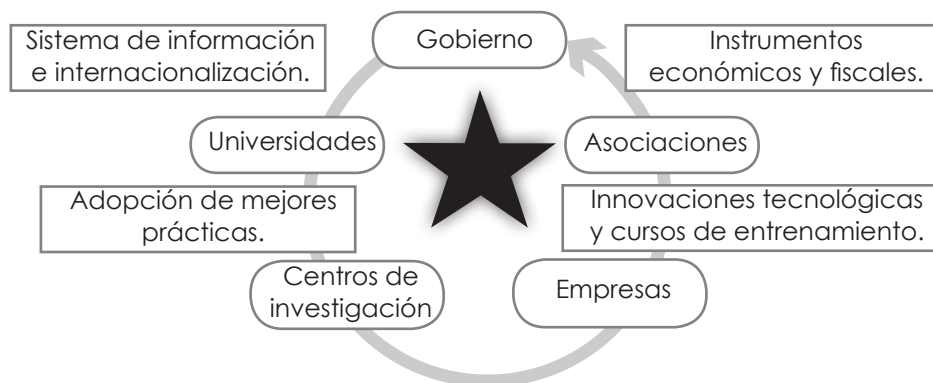 Sistema de información
e internacionalización.
Gobierno
Instrumentos
económicos y fiscales.
Universidades
Asociaciones
Adopción de mejores
prácticas.
Innovaciones tecnológicas
y cursos de entrenamiento.
Centros de
investigación
Empresas